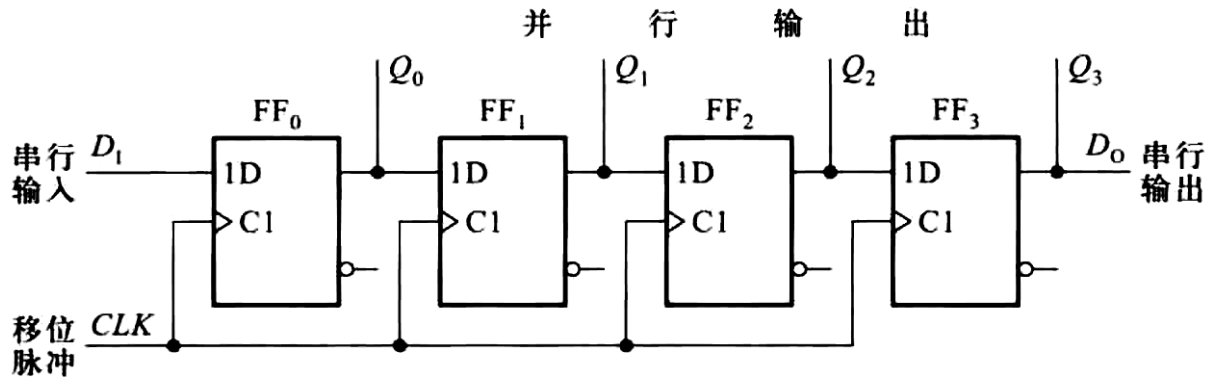 并行输出
Q₀ Q₁ Q₂ Q₃
FF₀ FF₁ FF₂ FF₃
串行
输入
D₁
1D 1D 1D 1D
D₀ 串行
输出
C1 C1 C1 C1
移位
脉冲
CLK